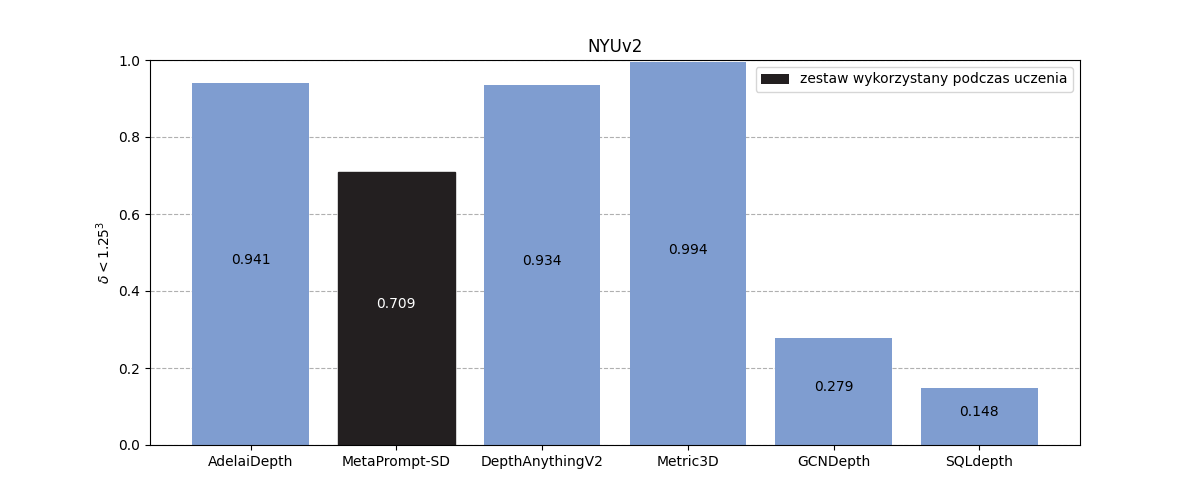 NYUv2
zestaw wykorzystany podczas uczenia
δ < 1.25³
1.0
0.8
0.6
0.4
0.2
0.0
0.941
0.709
0.934
0.994
0.279
0.148
AdelaiDepth
MetaPrompt-SD
DepthAnythingV2
Metric3D
GCNDepth
SQLdepth